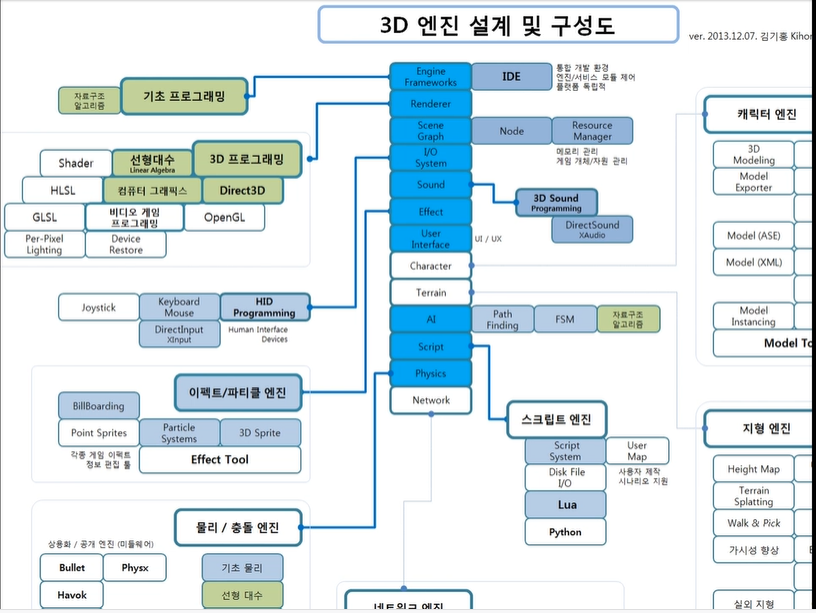 3D 엔진 설계 및 구성도
ver. 2013.12.07. 김기홍 Kihon
Engine
Frameworks
IDE
통합 개발 환경
엔진/서비스 모듈 제어
플랫폼 독립적
Renderer
Scene
Graph
Node
Resource
Manager
메모리 관리
게임 개체/자원 관리
I/O
System
Sound
3D Sound
Programming
DirectSound
XAudio
Effect
User
Interface
UI / UX
Character
Terrain
AI
Path
Finding
FSM
자료구조
알고리즘
Script
Physics
Network
자료구조
알고리즘
기초 프로그래밍
Shader
선형대수
Linear Algebra
3D 프로그래밍
HLSL
컴퓨터 그래픽스
Direct3D
GLSL
비디오 게임
프로그래밍
OpenGL
Per-Pixel
Lighting
Device
Restore
Joystick
Keyboard
Mouse
HID
Programming
DirectInput
XInput
Human Interface
Devices
이펙트/파티클 엔진
BillBoarding
Point Sprites
Particle
Systems
3D Sprite
각종 게임 이펙트
정보 편집 툴
Effect Tool
물리 / 충돌 엔진
상용화 / 공개 엔진 (미들웨어)
Bullet
Physx
기초 물리
Havok
선형 대수
스크립트 엔진
Script
System
User
Map
Disk File
I/O
사용자 제작
시나리오 지원
Lua
Python
네트워크 엔진
캐릭터 엔진
3D
Modeling
Model
Exporter
Model (ASE)
Model (XML)
Model
Instancing
Model To
지형 엔진
Height Map
Terrain
Splatting
Walk & Pick
가시성 향상
실외 지형